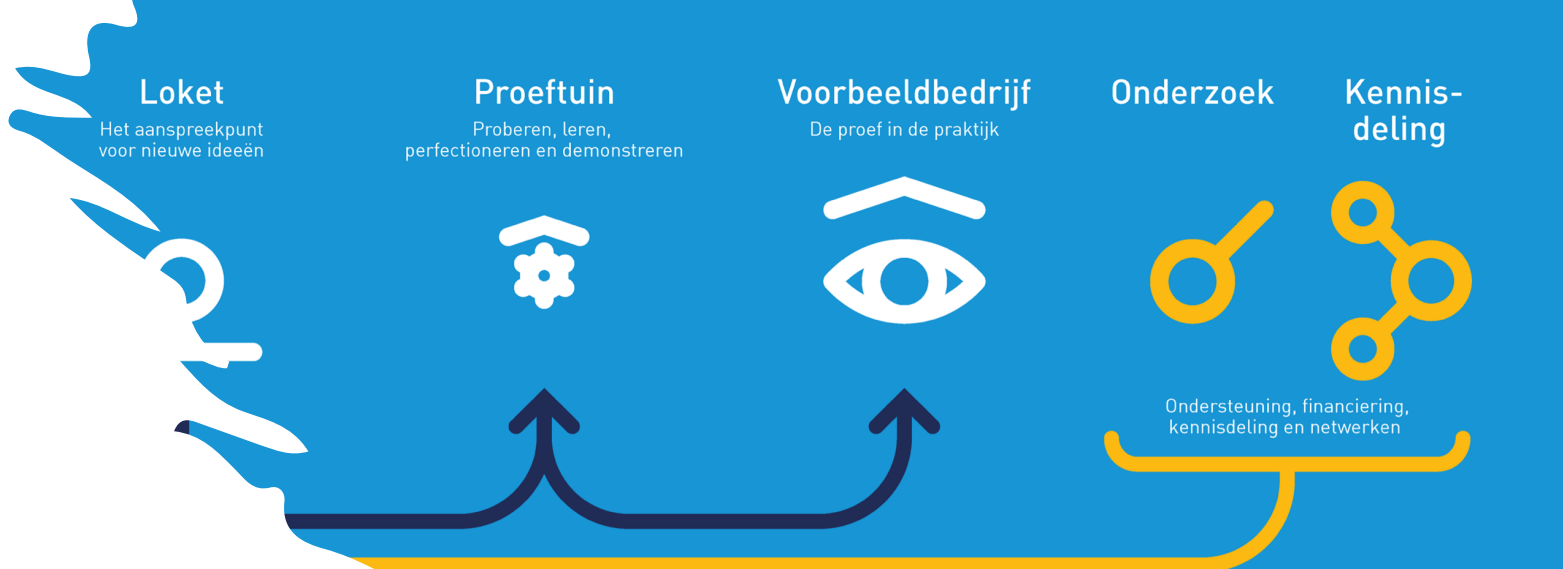 Loket
Het aanspreekpunt
voor nieuwe ideeën
Proeftuin
Proberen, leren,
perfectioneren en demonstreren
Voorbeeldbedrijf
De proef in de praktijk
Onderzoek
Kennis-
deling
Ondersteuning, financiering,
kennisdeling en netwerken